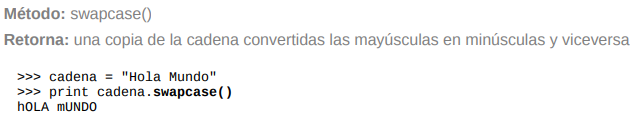 Método: swapcase()
Retorna: una copia de la cadena convertidas las mayúsculas en minúsculas y viceversa
>>> cadena = "Hola Mundo"
>>> print cadena.swapcase()
hOLA mUNDO